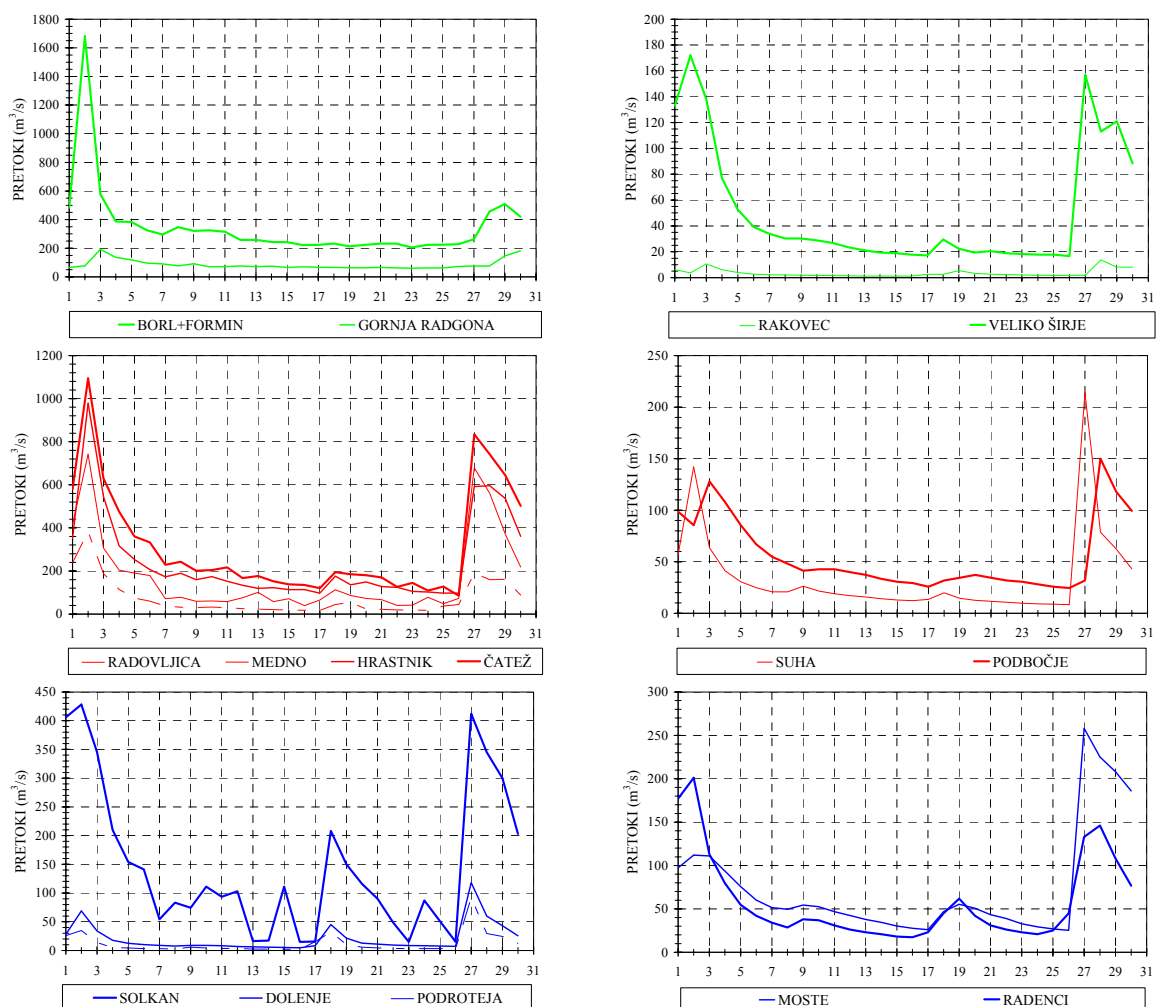 PRETOKI (m³/s)
1800
1600
1400
1200
1000
800
600
400
200
0
1 3 5 7 9 11 13 15 17 19 21 23 25 27 29 31
BORL+FORMIN GORNJA RADGONA
PRETOKI (m³/s)
200
180
160
140
120
100
80
60
40
20
0
1 3 5 7 9 11 13 15 17 19 21 23 25 27 29 31
RAKOVEC VELIKO ŠIRJE
PRETOKI (m³/s)
1200
1000
800
600
400
200
0
1 3 5 7 9 11 13 15 17 19 21 23 25 27 29 31
RADOVLJICA MEDNO HRASTNIK ČATEŽ
PRETOKI (m³/s)
250
200
150
100
50
0
1 3 5 7 9 11 13 15 17 19 21 23 25 27 29 31
SUHA PODBOČJE
PRETOKI (m³/s)
450
400
350
300
250
200
150
100
50
0
1 3 5 7 9 11 13 15 17 19 21 23 25 27 29 31
SOLKAN DOLENJE PODROTEJA
PRETOKI (m³/s)
300
250
200
150
100
50
0
1 3 5 7 9 11 13 15 17 19 21 23 25 27 29 31
MOSTE RADENCI